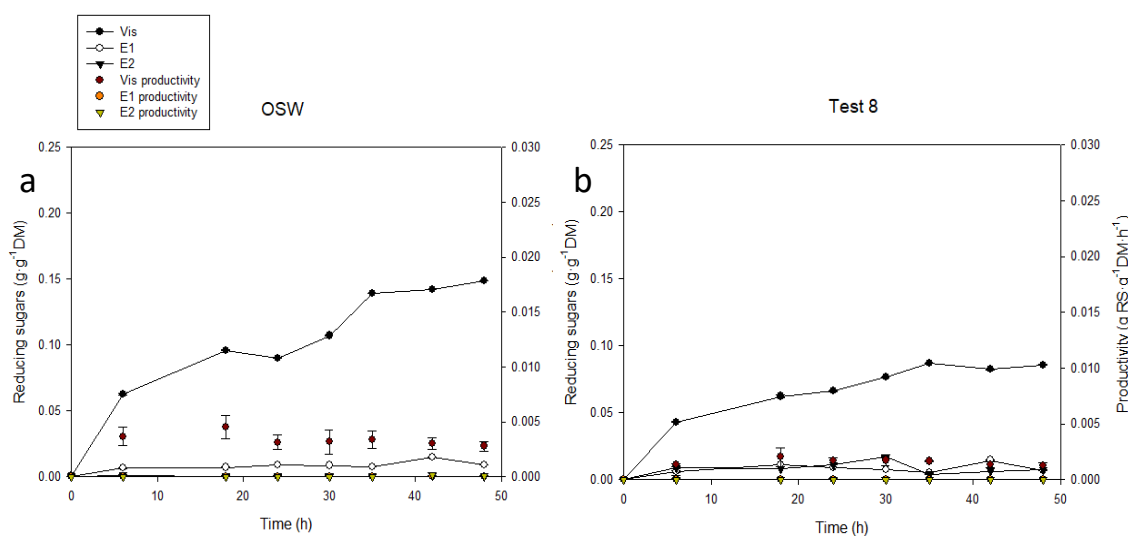 Vis
E1
E2
Vis productivity
E1 productivity
E2 productivity
OSW
a
Reducing sugars (g·g⁻¹DM)
0.25
0.20
0.15
0.10
0.05
0.00
0.030
0.025
0.020
0.015
0.010
0.005
0.000
0 10 20 30 40 50
Time (h)
Test 8
b
Reducing sugars (g·g⁻¹DM)
0.25
0.20
0.15
0.10
0.05
0.00
0.030
0.025
0.020
0.015
0.010
0.005
0.000
Productivity (g RS·g⁻¹DM·h⁻¹)
0 10 20 30 40 50
Time (h)